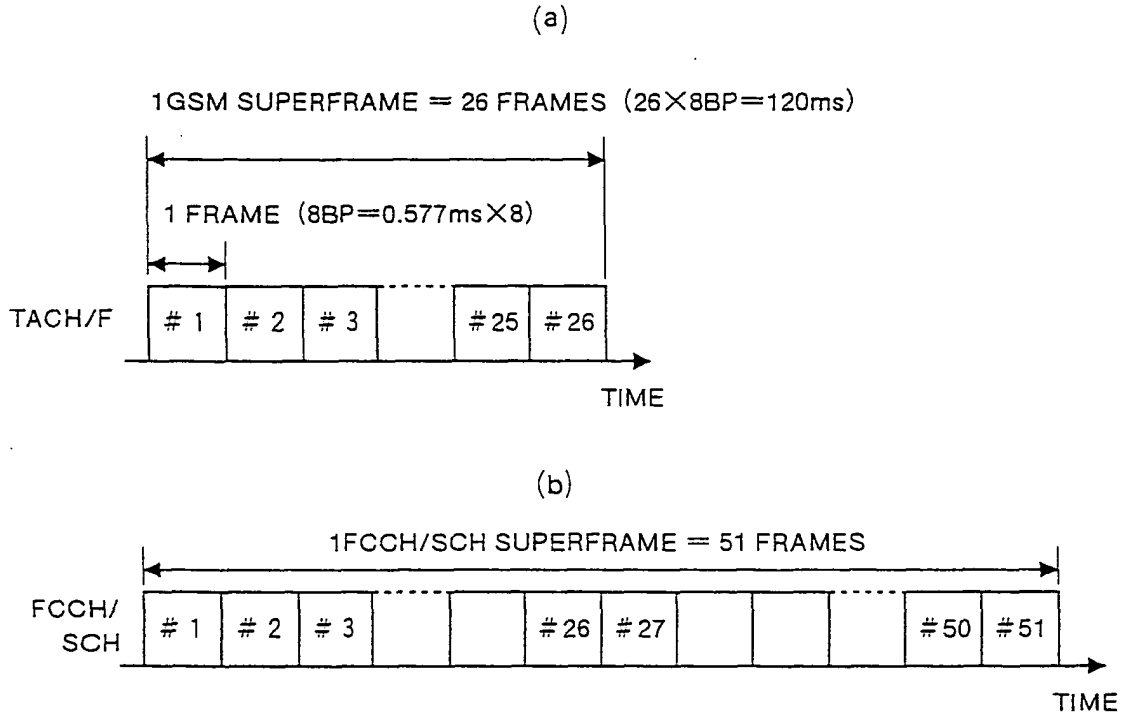 (a)
1GSM SUPERFRAME = 26 FRAMES (26×8BP=120ms)
1 FRAME (8BP=0.577ms×8)
TACH/F # 1 # 2 # 3 #25 #26
TIME
(b)
1FCCH/SCH SUPERFRAME = 51 FRAMES
FCCH/
SCH # 1 # 2 # 3 #26 #27 #50 #51
TIME